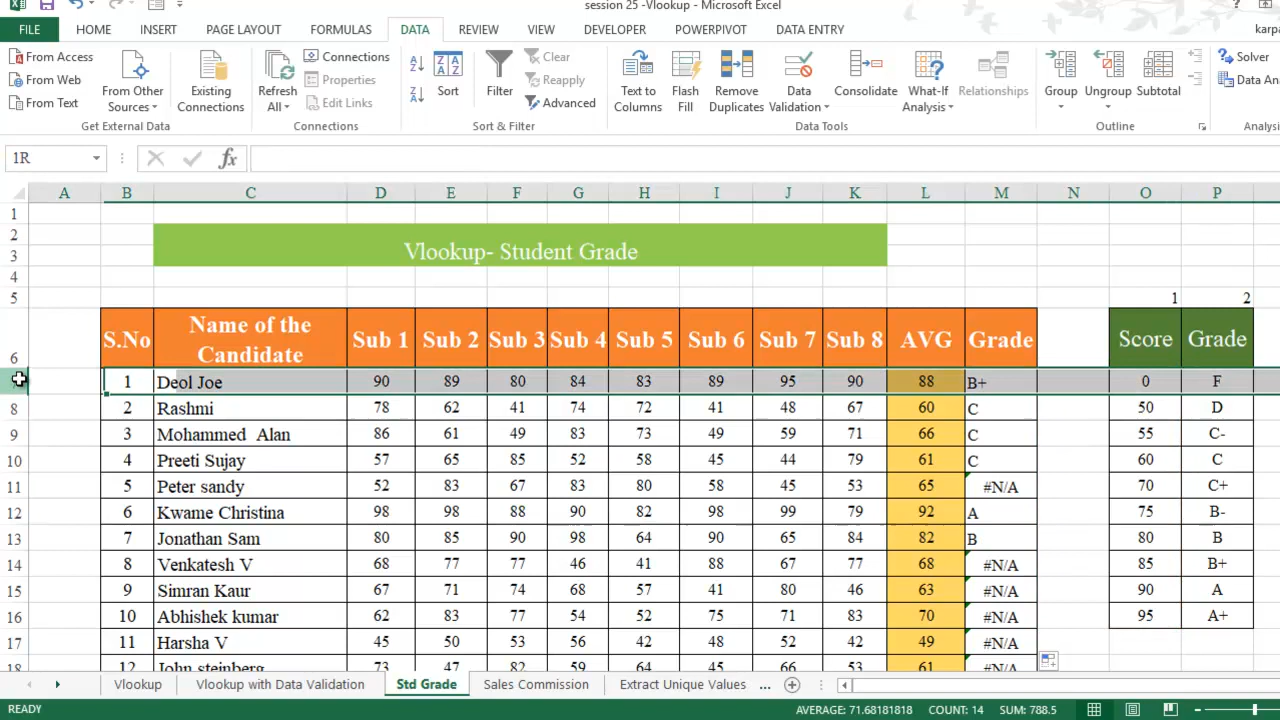 session 25 -Vlookup - Microsoft Excel
FILE HOME INSERT PAGE LAYOUT FORMULAS DATA REVIEW VIEW DEVELOPER POWERPIVOT DATA ENTRY
From Access
From Web
From Text
From Other Sources
Existing Connections
Get External Data
Refresh All
Connections
Properties
Edit Links
Connections
Sort
Filter
Clear
Reapply
Advanced
Sort & Filter
Text to Columns
Flash Fill
Remove Duplicates
Data Validation
Consolidate
What-If Analysis
Relationships
Data Tools
Group
Ungroup
Subtotal
Outline
Solver
1R
fx
A B C D E F G H I J K L M N O P
1
2
3 Vlookup- Student Grade
4
5 1 2
6 S.No Name of the Candidate Sub 1 Sub 2 Sub 3 Sub 4 Sub 5 Sub 6 Sub 7 Sub 8 AVG Grade Score Grade
1 Deol Joe 90 89 80 84 83 89 95 90 88 B+ 0 F
8 2 Rashmi 78 62 41 74 72 41 48 67 60 C 50 D
9 3 Mohammed Alan 86 61 49 83 73 49 59 71 66 C 55 C-
10 4 Preeti Sujay 57 65 85 52 58 45 44 79 61 C 60 C
11 5 Peter sandy 52 83 67 83 80 58 45 53 65 #N/A 70 C+
12 6 Kwame Christina 98 98 88 90 82 98 99 79 92 A 75 B-
13 7 Jonathan Sam 80 85 90 98 64 90 65 84 82 B 80 B
14 8 Venkatesh V 68 77 77 46 41 88 67 77 68 #N/A 85 B+
15 9 Simran Kaur 67 71 74 68 57 41 80 46 63 #N/A 90 A
16 10 Abhishek kumar 62 83 77 54 52 75 71 83 70 #N/A 95 A+
17 11 Harsha V 45 50 53 56 42 48 52 42 49 #N/A
18 12 John steinberg 73 47 82 59 64 45 66 53 61 #N/A
Vlookup Vlookup with Data Validation Std Grade Sales Commission Extract Unique Values ...
READY AVERAGE: 71.68181818 COUNT: 14 SUM: 788.5